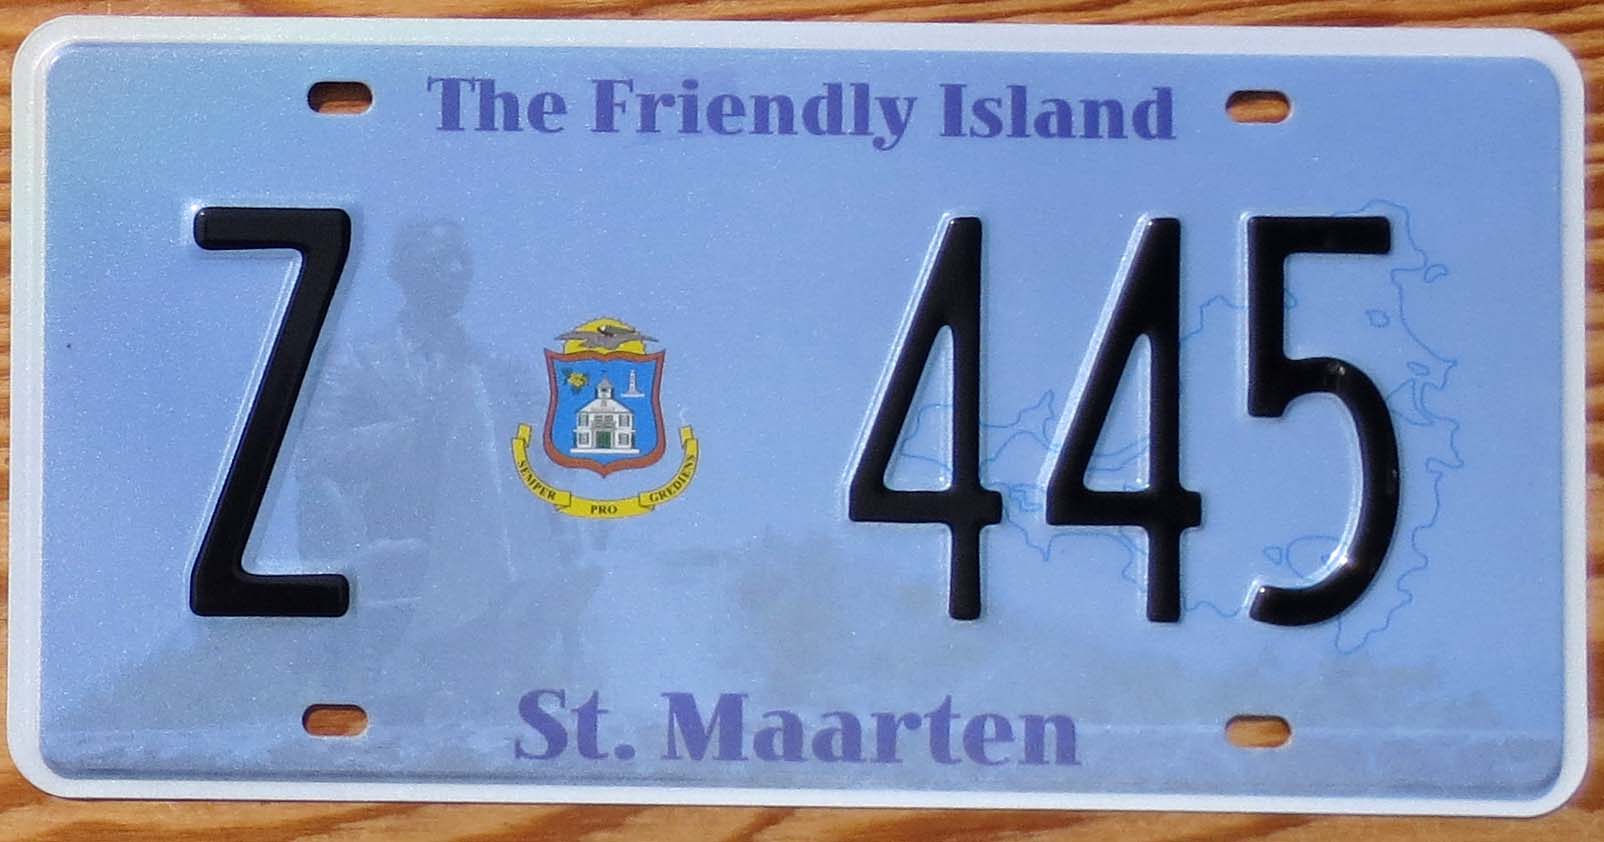 The Friendly Island
Z 445
SEMPER PRO GREDIENS
St. Maarten